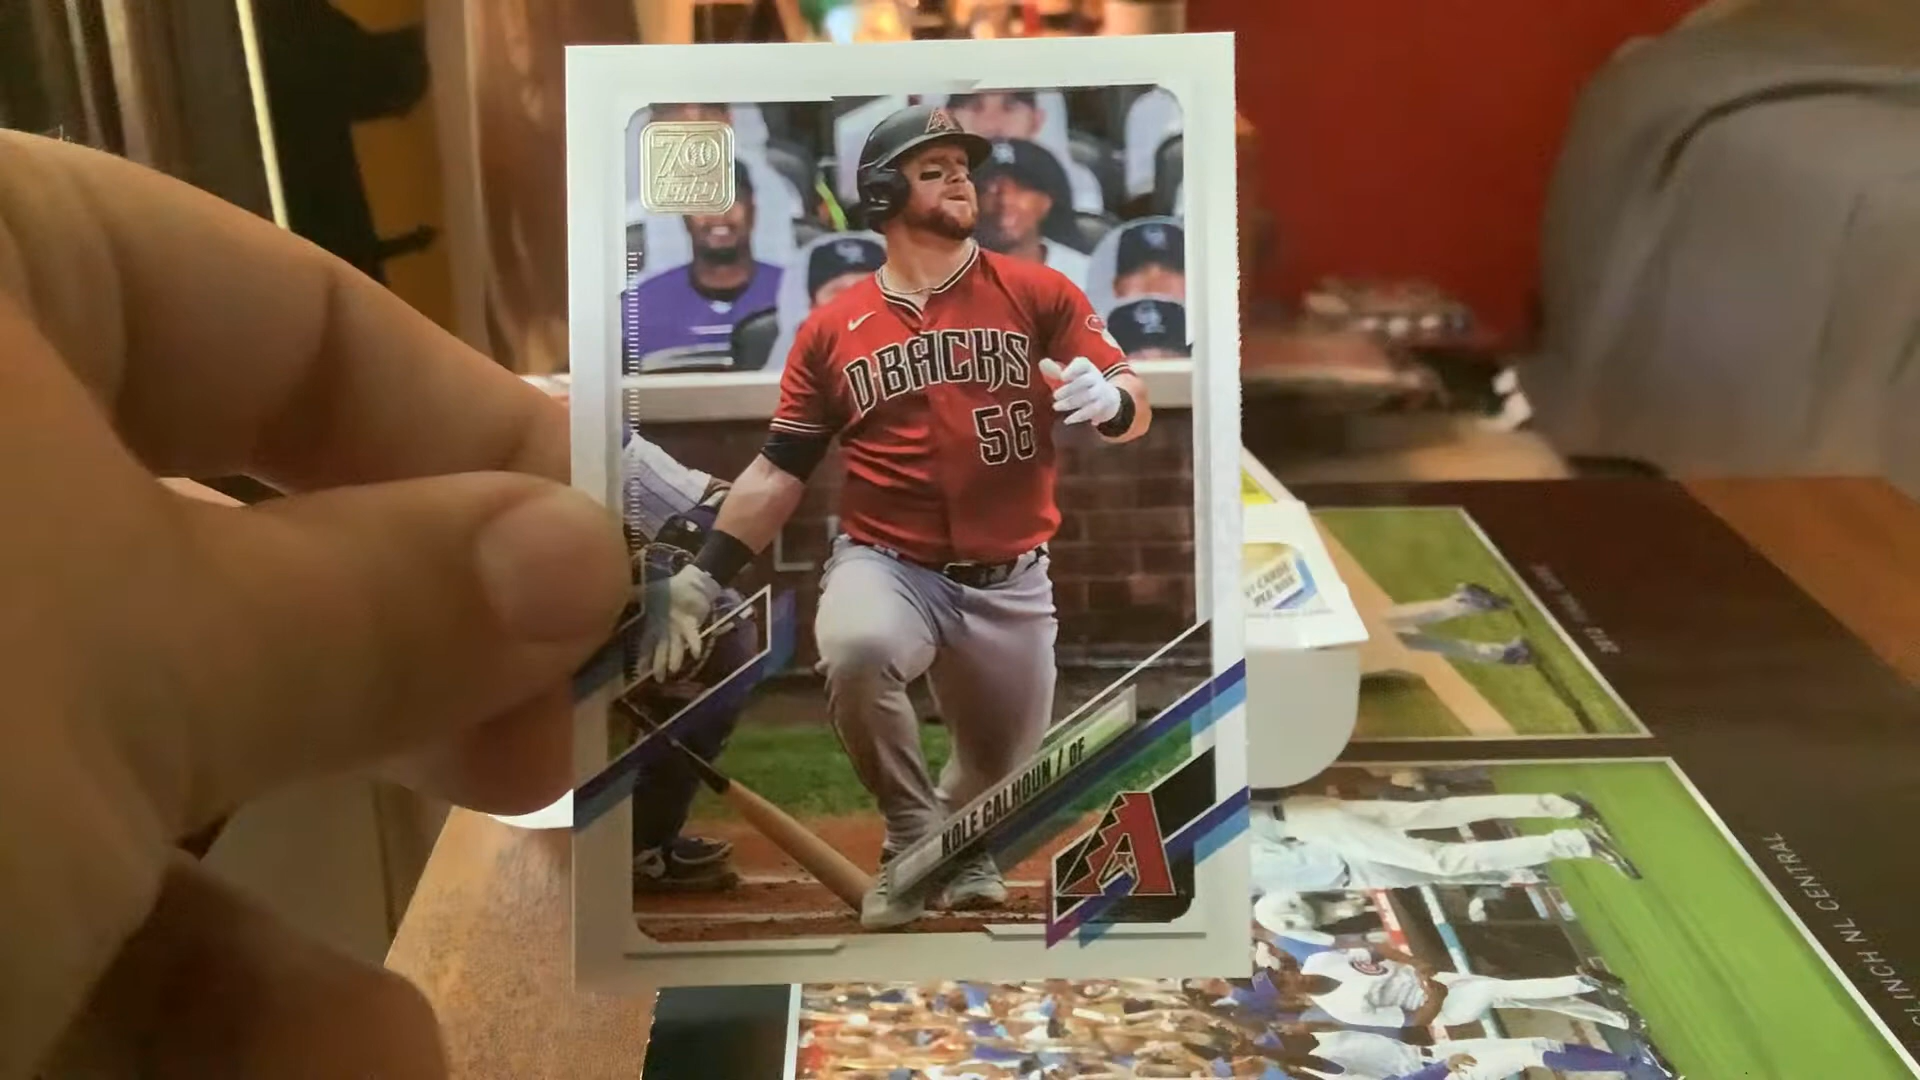 70
topps
DBACKS
56
KOLE CALHOUN / OF
A
CLINCH NL CENTRAL